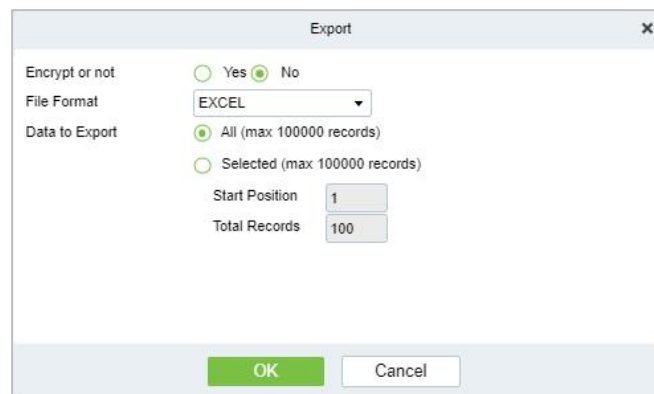 Export
Encrypt or not Yes No
File Format EXCEL
Data to Export All (max 100000 records)
Selected (max 100000 records)
Start Position 1
Total Records 100
OK Cancel